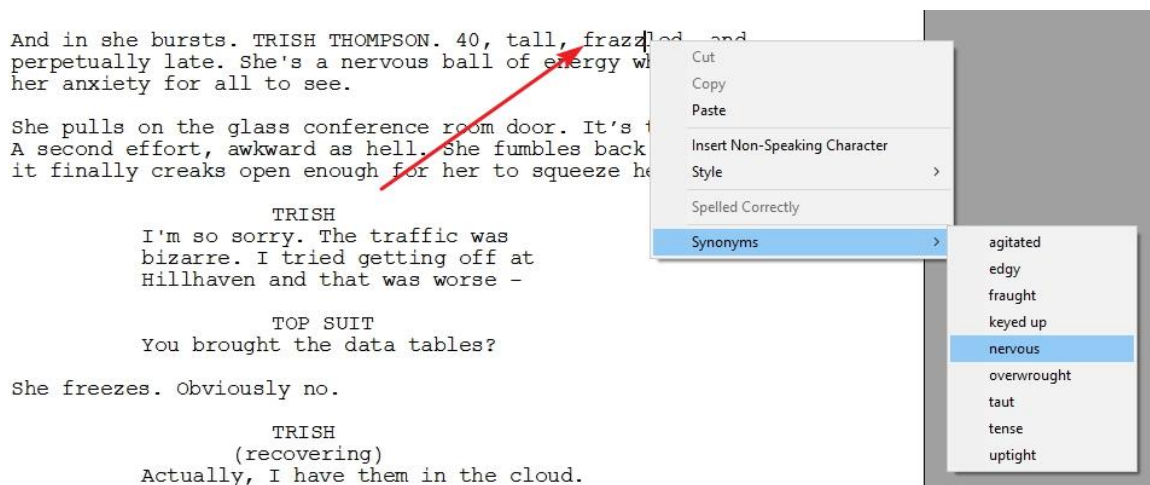 And in she bursts. TRISH THOMPSON. 40, tall, frazzled, and
perpetually late. She's a nervous ball of energy
her anxiety for all to see.
She pulls on the glass conference room door. It’s
A second effort, awkward as hell. She fumbles back
it finally creaks open enough for her to squeeze
TRISH
I'm so sorry. The traffic was
bizarre. I tried getting off at
Hillhaven and that was worse –
TOP SUIT
You brought the data tables?
She freezes. Obviously no.
TRISH
(recovering)
Actually, I have them in the cloud.
Cut
Copy
Paste
Insert Non-Speaking Character
Style
Spelled Correctly
Synonyms
agitated
edgy
fraught
keyed up
nervous
overwrought
taut
tense
uptight